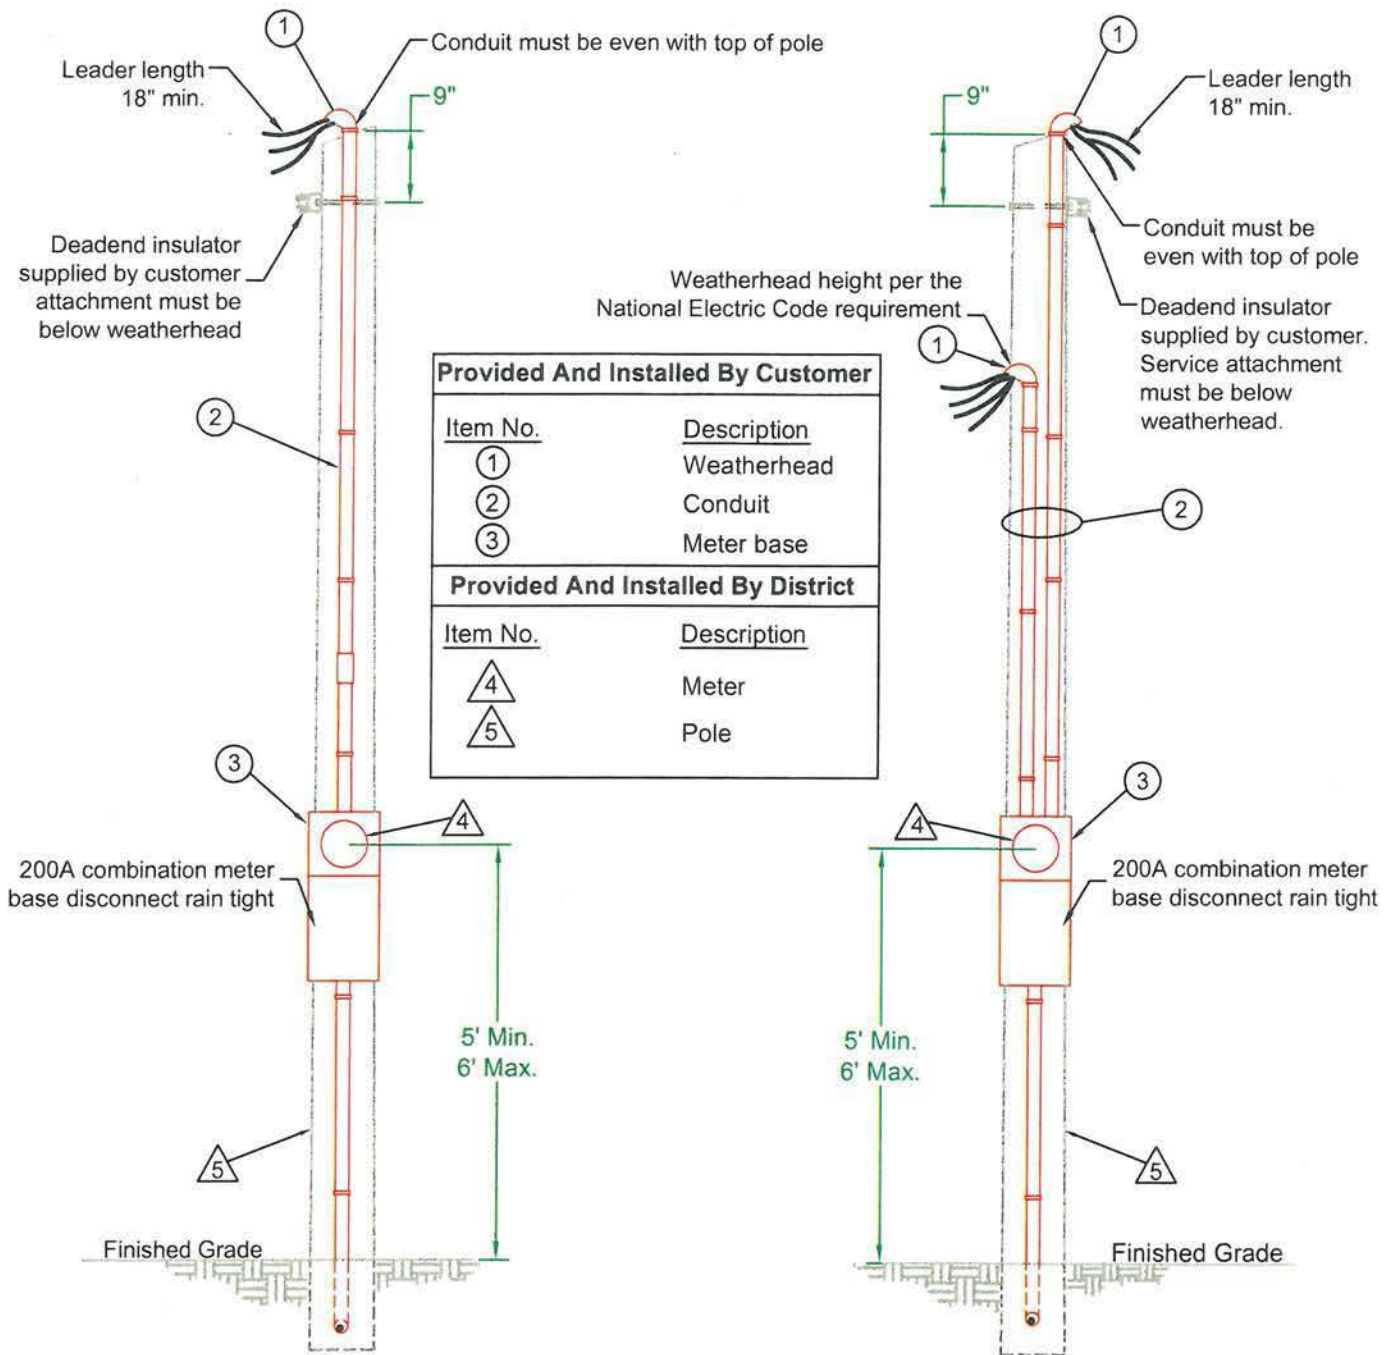 1
Conduit must be even with top of pole
Leader length
18" min.
9"
Deadend insulator
supplied by customer
attachment must be
below weatherhead
2
3
4
200A combination meter
base disconnect rain tight
5' Min.
6' Max.
5
Finished Grade
Provided And Installed By Customer
Item No.
Description
1
Weatherhead
2
Conduit
3
Meter base
Provided And Installed By District
Item No.
Description
4
Meter
5
Pole
1
9"
Leader length
18" min.
Conduit must be
even with top of pole
Weatherhead height per the
National Electric Code requirement
1
Deadend insulator
supplied by customer.
Service attachment
must be below
weatherhead.
2
3
4
200A combination meter
base disconnect rain tight
5' Min.
6' Max.
5
Finished Grade